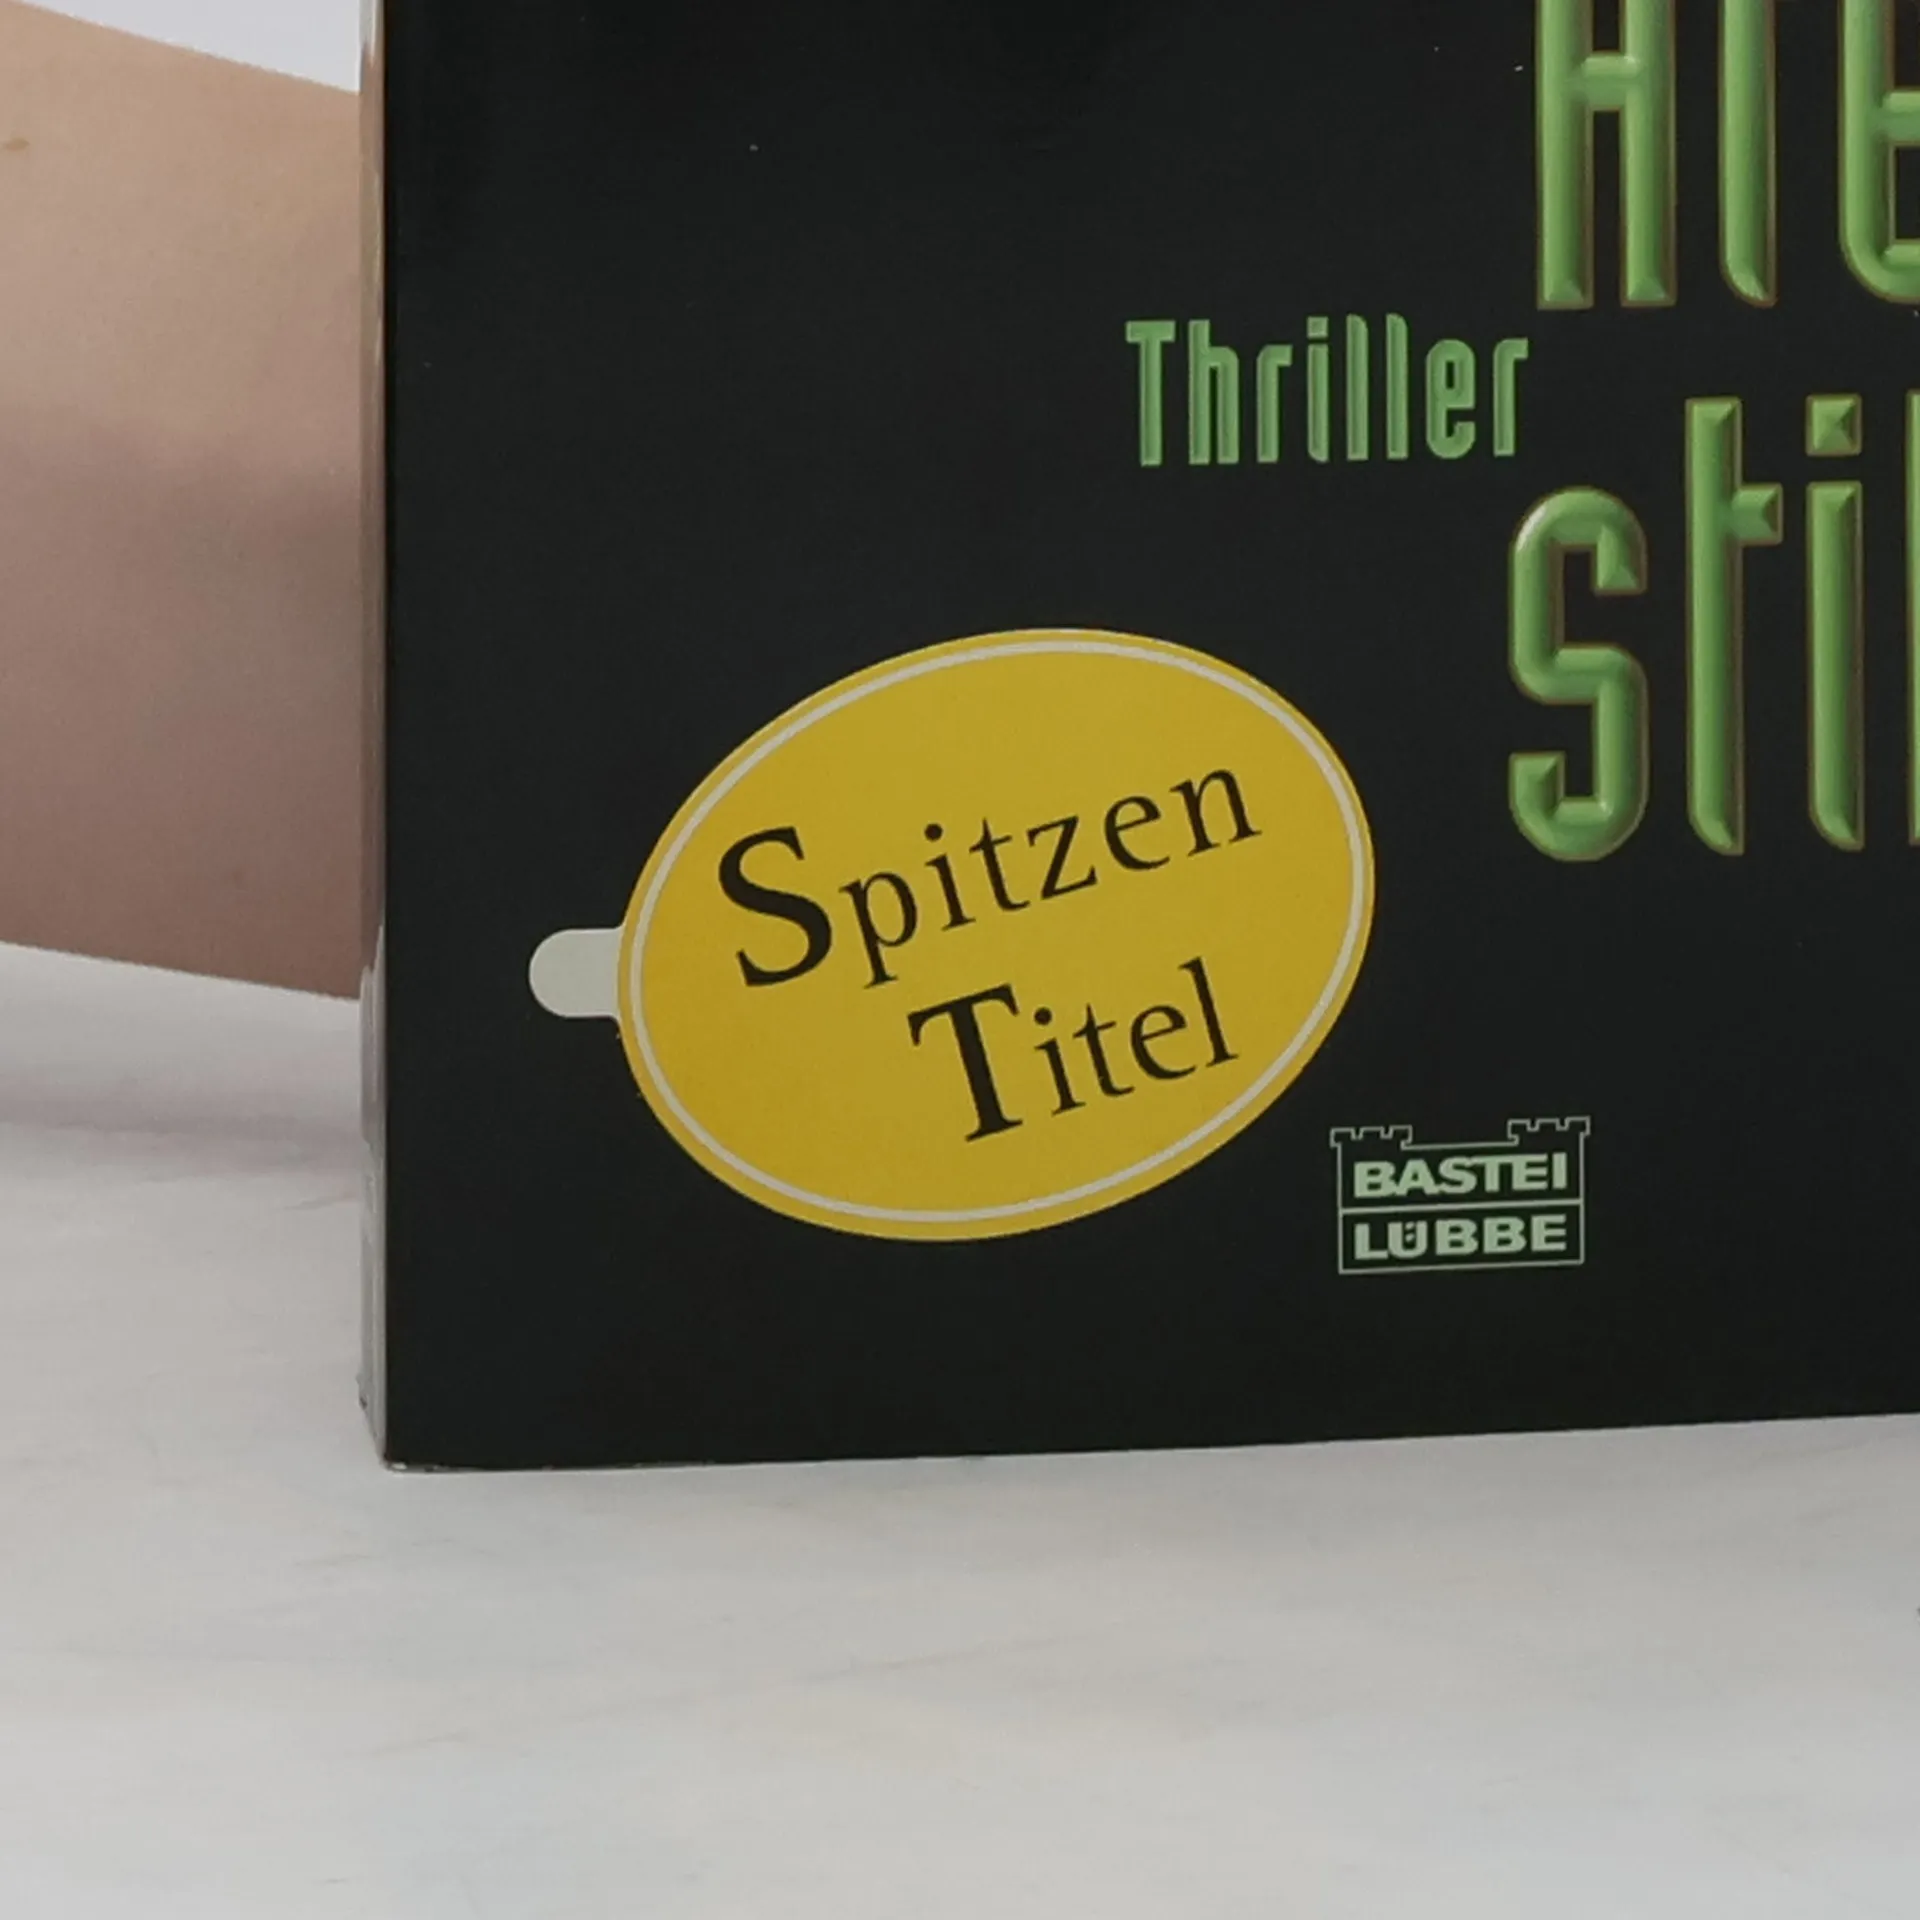 Thriller
Spitzen
Titel
BASTEI
LÜBBE